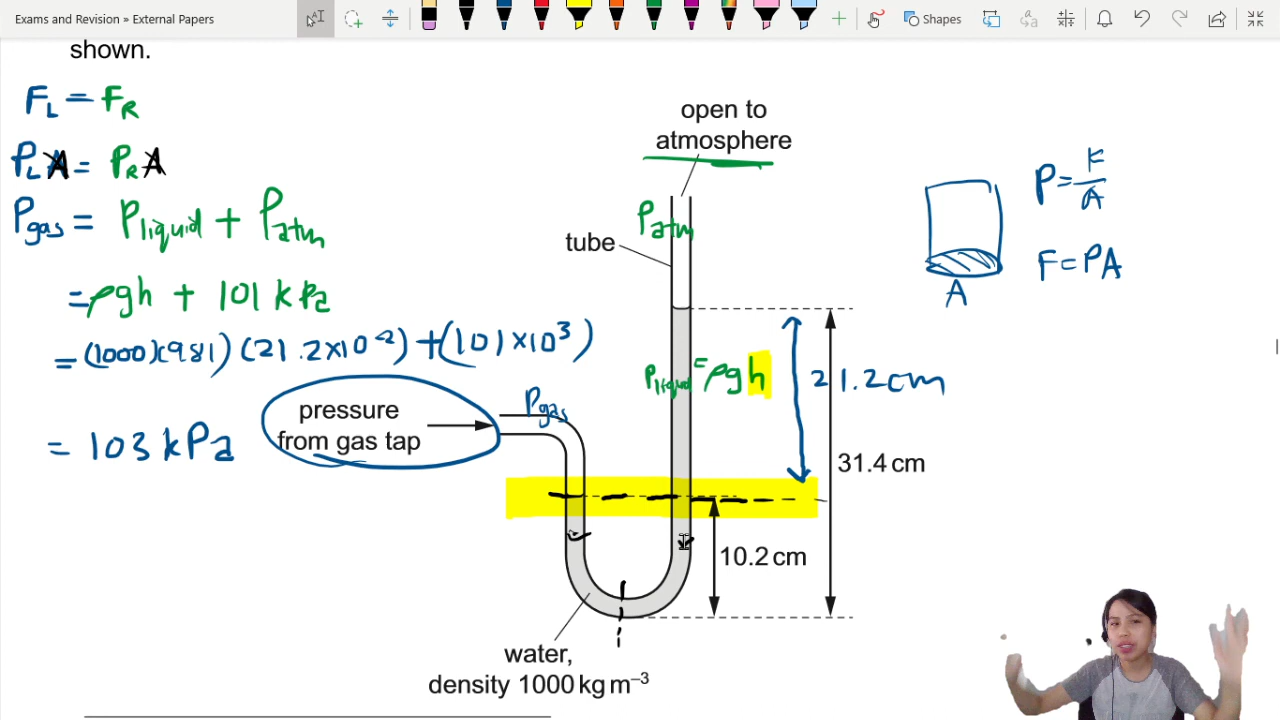 Exams and Revision » External Papers
Shapes
shown.
F_L = F_R
P_L A = P_R A
P_gas = P_liquid + P_atm
= ρgh + 101 kPa
= (1000)(9.81)(21.2×10⁻²) + (101×10³)
= 103 kPa
open to
atmosphere
P_atm
tube
P_liquid = ρgh
21.2cm
31.4 cm
pressure
from gas tap
P_gas
10.2 cm
water,
density 1000 kg m⁻³
A
P = F/A
F = PA